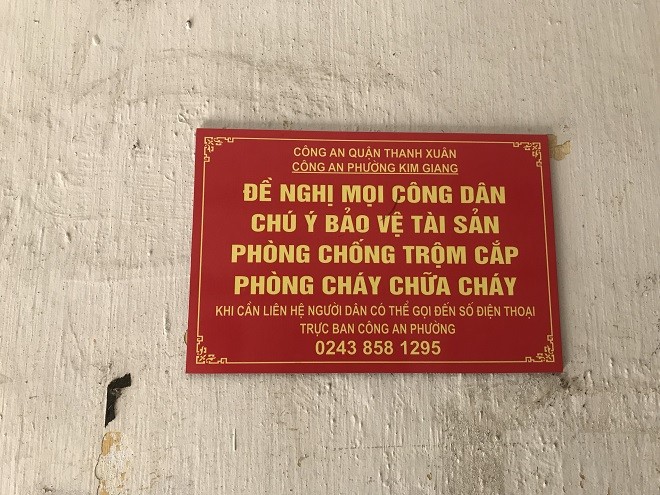 CÔNG AN QUẬN THANH XUÂN
CÔNG AN PHƯỜNG KIM GIANG
ĐỀ NGHỊ MỌI CÔNG DÂN
CHÚ Ý BẢO VỆ TÀI SẢN
PHÒNG CHỐNG TRỘM CẮP
PHÒNG CHÁY CHỮA CHÁY
KHI CẦN LIÊN HỆ NGƯỜI DÂN CÓ THỂ GỌI ĐẾN SỐ ĐIỆN THOẠI
TRỰC BAN CÔNG AN PHƯỜNG
0243 858 1295